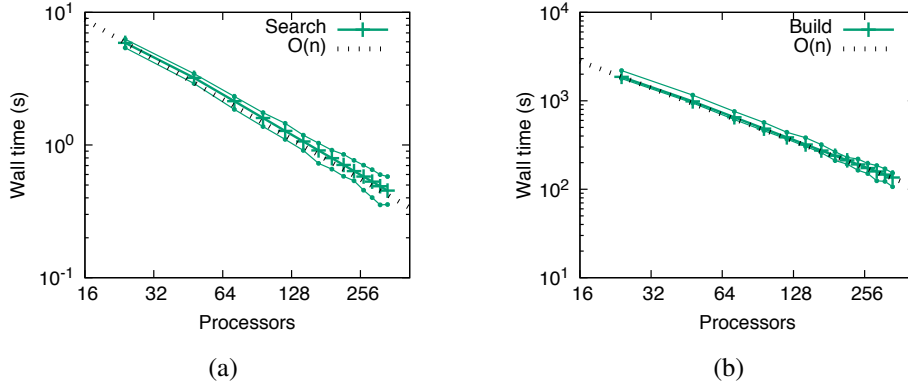 10^1
10^0
10^-1
Wall time (s)
Search
O(n)
16 32 64 128 256
Processors
(a)
10^4
10^3
10^2
10^1
Wall time (s)
Build
O(n)
16 32 64 128 256
Processors
(b)